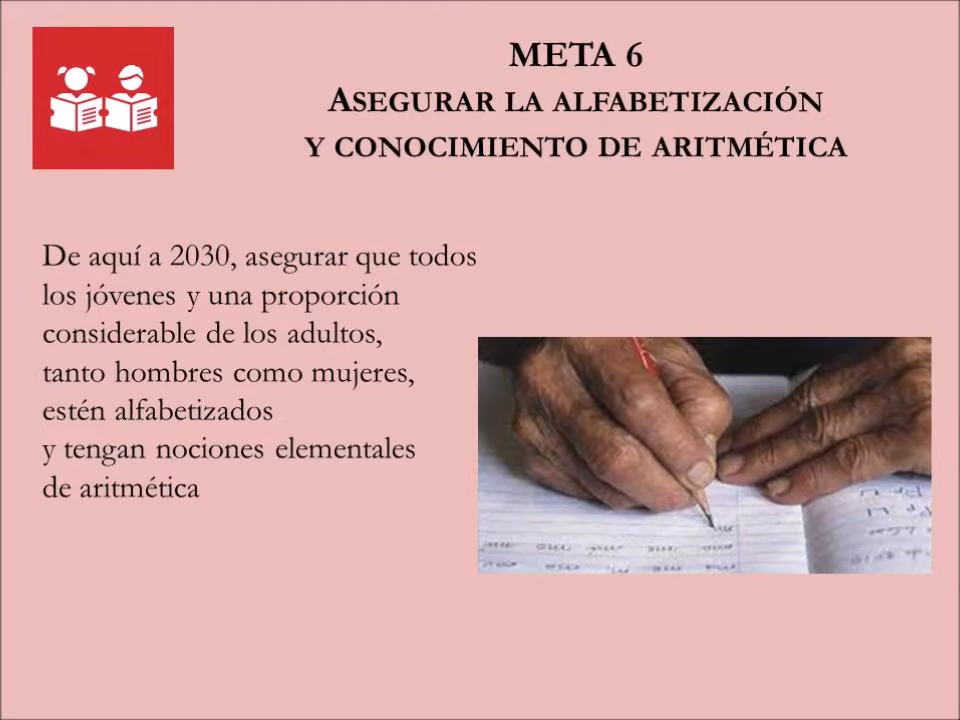 META 6
ASEGURAR LA ALFABETIZACIÓN
Y CONOCIMIENTO DE ARITMÉTICA
De aquí a 2030, asegurar que todos
los jóvenes y una proporción
considerable de los adultos,
tanto hombres como mujeres,
estén alfabetizados
y tengan nociones elementales
de aritmética